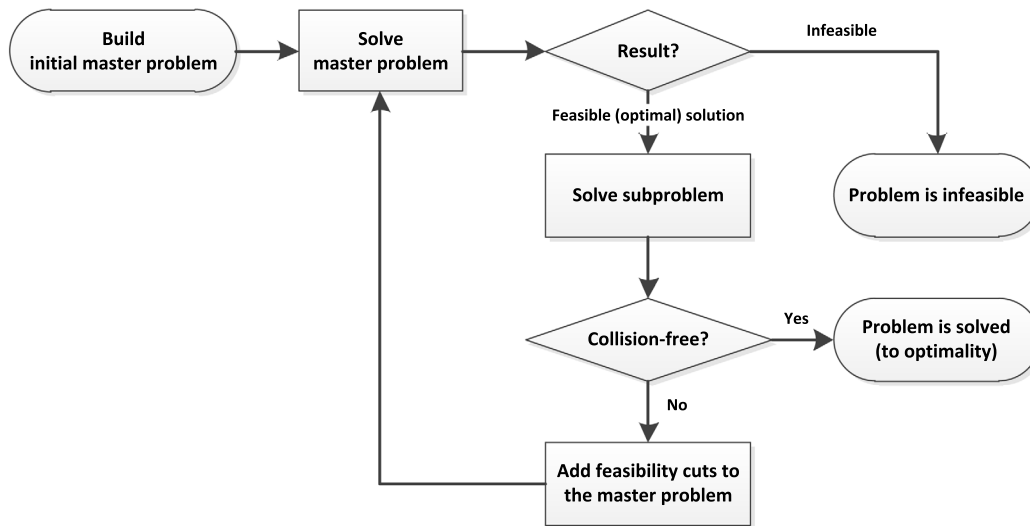 Build
initial master problem
Solve
master problem
Result?
Infeasible
Feasible (optimal) solution
Solve subproblem
Problem is infeasible
Collision-free?
Yes
Problem is solved
(to optimality)
No
Add feasibility cuts to
the master problem